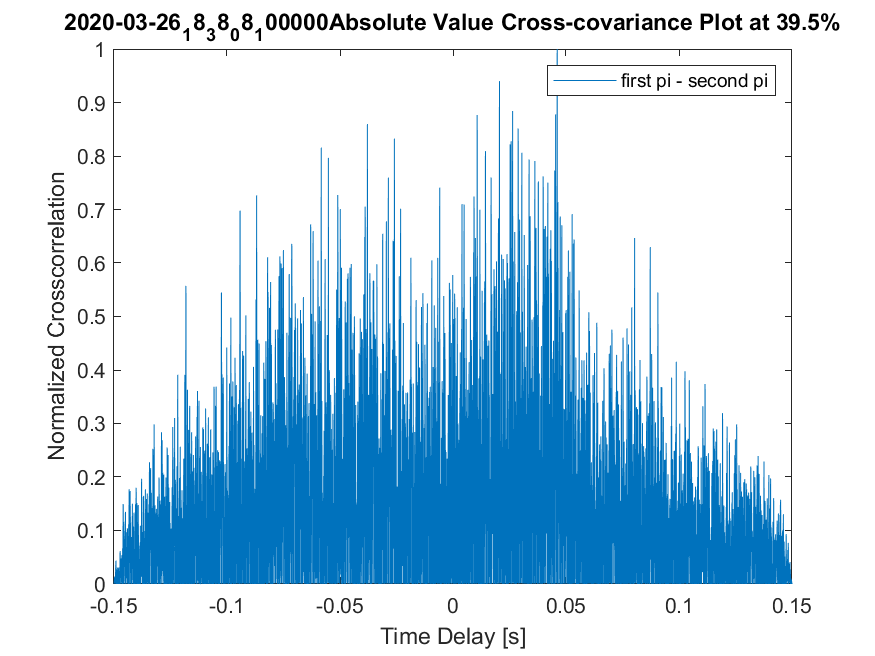 2020-03-26₁8₃8₀8₁00000Absolute Value Cross-covariance Plot at 39.5%
first pi - second pi
Normalized Crosscorrelation
1
0.9
0.8
0.7
0.6
0.5
0.4
0.3
0.2
0.1
0
-0.15 -0.1 -0.05 0 0.05 0.1 0.15
Time Delay [s]